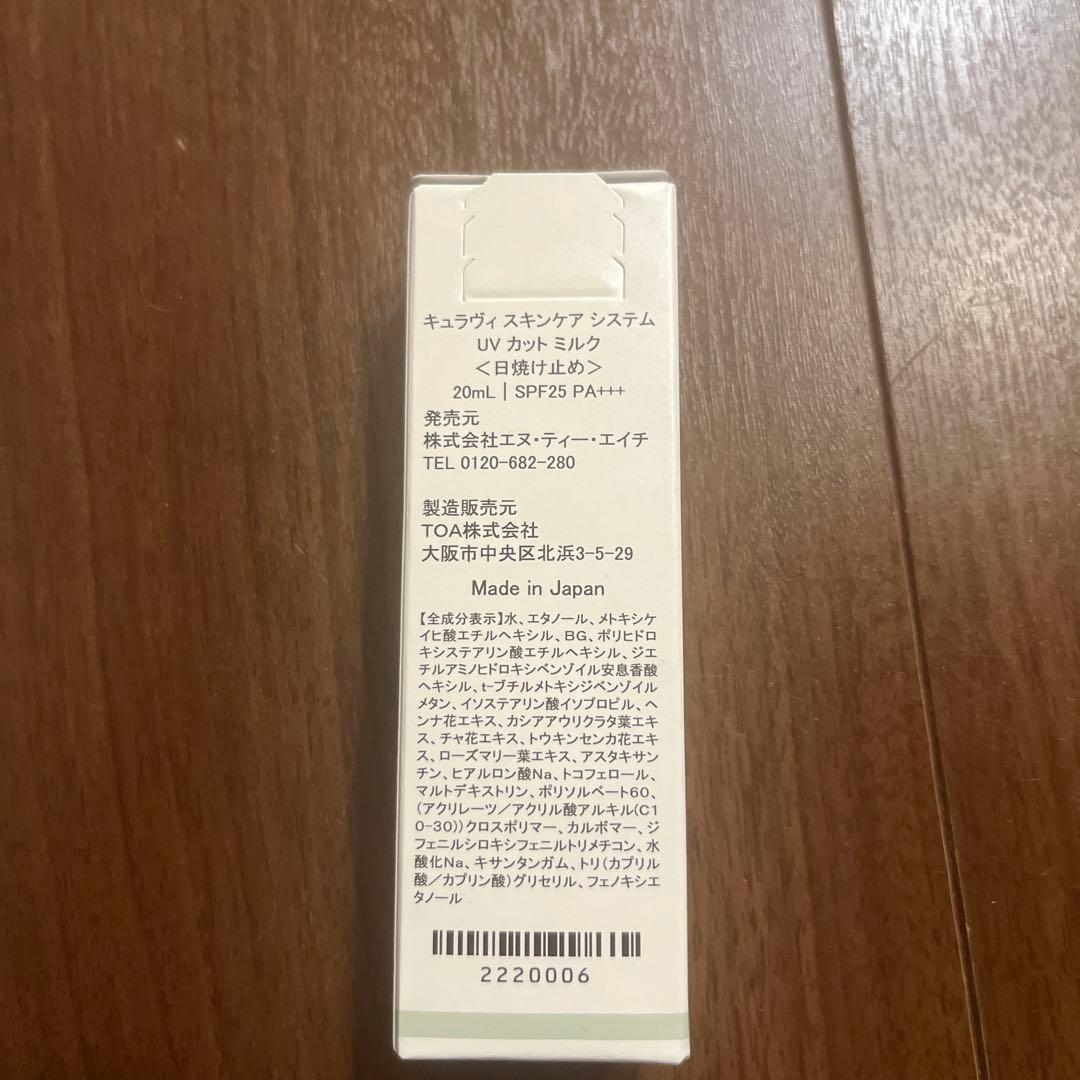 キュラヴィ スキンケア システム
UV カット ミルク
＜日焼け止め＞
20mL | SPF25 PA+++
発売元
株式会社エヌ・ティー・エイチ
TEL 0120-682-280
製造販売元
TOA株式会社
大阪市中央区北浜3-5-29
Made in Japan
【全成分表示】水、エタノール、メトキシケ
イヒ酸エチルヘキシル、BG、ポリヒドロ
キシステアリン酸エチルヘキシル、ジエ
チルアミノヒドロキシベンゾイル安息香酸
ヘキシル、t-ブチルメトキシジベンゾイル
メタン、イソステアリン酸イソプロピル、ヘ
ンナ花エキス、カシアアウリクラタ葉エキ
ス、チャ花エキス、トウキンセンカ花エキ
ス、ローズマリー葉エキス、アスタキサン
チン、ヒアルロン酸Na、トコフェロール、
マルトデキストリン、ポリソルベート60、
(アクリレーツ／アクリル酸アルキル(C1
0-30))クロスポリマー、カルボマー、ジ
フェニルシロキシフェニルトリメチコン、水
酸化Na、キサンタンガム、トリ(カプリル
酸／カプリン酸)グリセリル、フェノキシエ
タノール
2220006